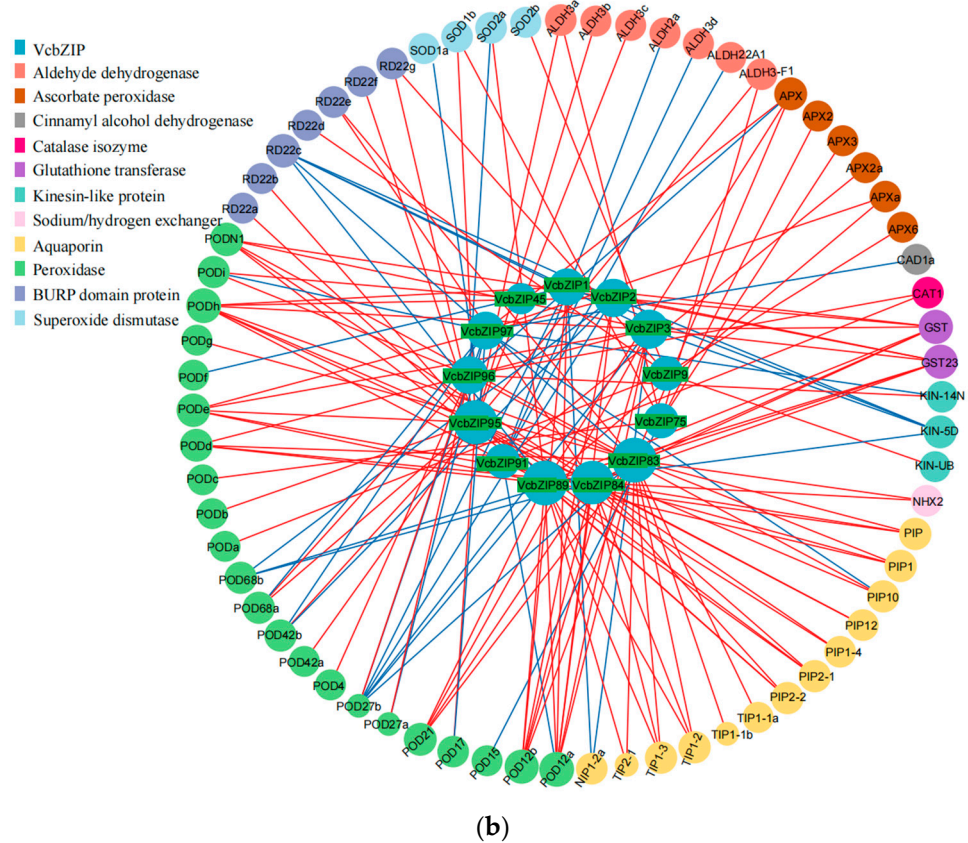 VcbZIP
Aldehyde dehydrogenase
Ascorbate peroxidase
Cinnamyl alcohol dehydrogenase
Catalase isozyme
Glutathione transferase
Kinesin-like protein
Sodium/hydrogen exchanger
Aquaporin
Peroxidase
BURP domain protein
Superoxide dismutase
SOD1a
SOD1b
SOD2a
SOD2b
ALDH3a
ALDH3b
ALDH3c
ALDH2a
ALDH3d
ALDH22A1
ALDH3-F1
APX
APX2
APX3
APX2a
APXa
APX6
CAD1a
CAT1
GST
GST23
KIN-14N
KIN-5D
KIN-UB
NHX2
PIP
PIP1
PIP10
PIP12
PIP1-4
PIP2-1
PIP2-2
TIP1-1a
TIP1-1b
TIP1-2
TIP1-3
TIP2-1
NIP1-2a
POD12a
POD12b
POD15
POD17
POD21
POD27a
POD27b
POD4
POD42a
POD42b
POD68a
POD68b
PODa
PODb
PODc
PODd
PODe
PODf
PODg
PODh
PODi
PODN1
RD22a
RD22b
RD22c
RD22d
RD22e
RD22f
RD22g
VcbZIP1
VcbZIP2
VcbZIP3
VcbZIP9
VcbZIP75
VcbZIP83
VcbZIP84
VcbZIP89
VcbZIP91
VcbZIP95
VcbZIP96
VcbZIP97
VcbZIP45
(b)